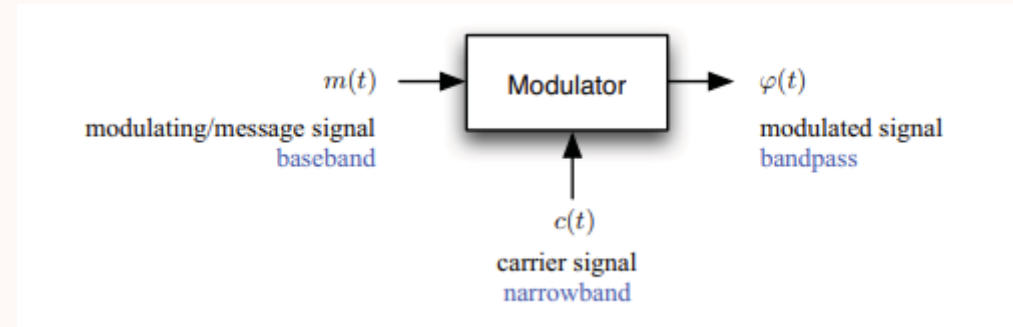 m(t)
Modulator
φ(t)
modulating/message signal
baseband
modulated signal
bandpass
c(t)
carrier signal
narrowband